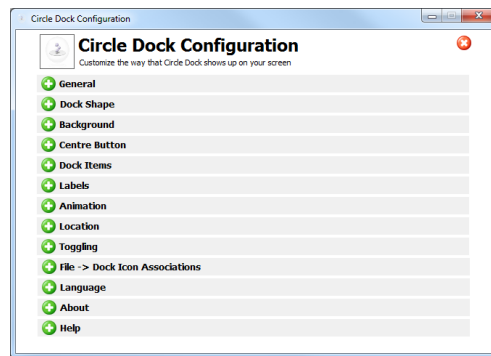 Circle Dock Configuration
Circle Dock Configuration
Customize the way that Circle Dock shows up on your screen
General
Dock Shape
Background
Centre Button
Dock Items
Labels
Animation
Location
Toggling
File -> Dock Icon Associations
Language
About
Help